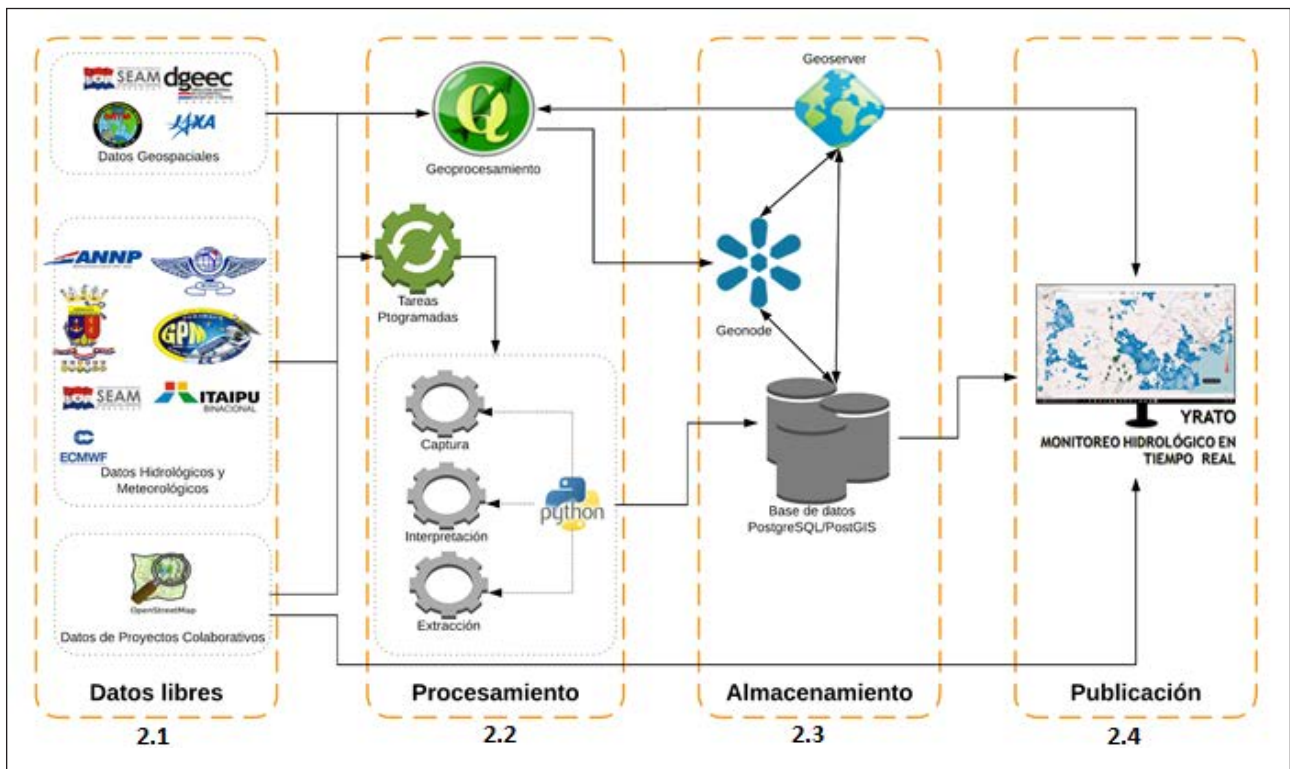 SEAM
dgeec
JAXA
Datos Geospaciales
ANNP
GPM
SEAM
ITAIPU
BINACIONAL
ECMWF
Datos Hidrológicos y
Meteorológicos
OpenStreetMap
Datos de Proyectos Colaborativos
Datos libres
2.1
Geoprocesamiento
Tareas
Ptogramadas
Captura
Interpretación
Extracción
python
Procesamiento
2.2
Geoserver
Geonode
Base de datos
PostgreSQL/PostGIS
Almacenamiento
2.3
YRATO
MONITOREO HIDROLÓGICO EN
TIEMPO REAL
Publicación
2.4